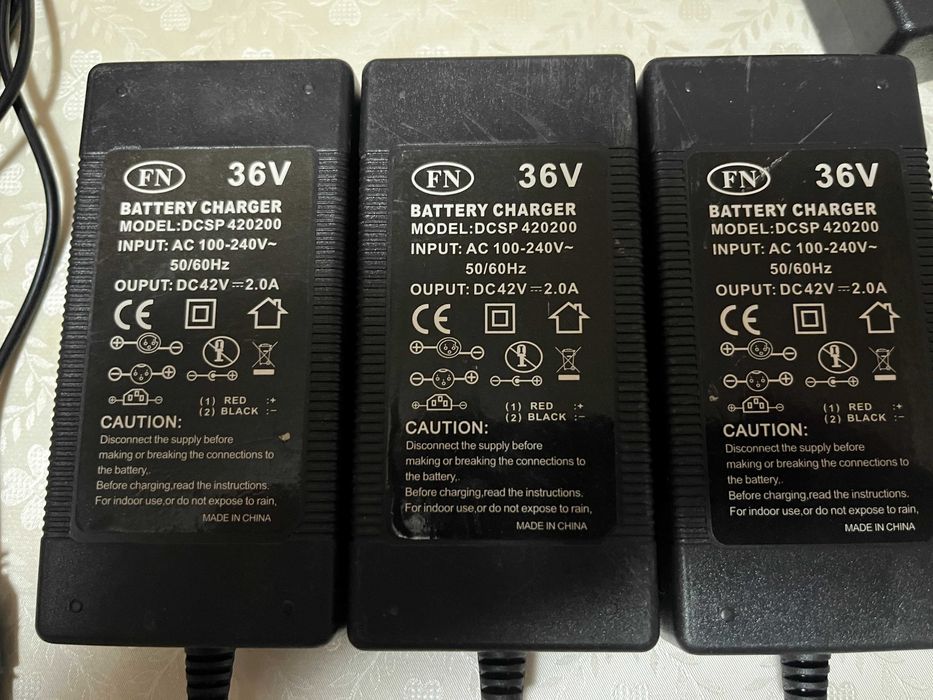 FN 36V
BATTERY CHARGER
MODEL:DCSP 420200
INPUT: AC 100-240V~
50/60Hz
OUPUT: DC42V⎓2.0A
CE
(1) RED :+
(2) BLACK :−
CAUTION:
Disconnect the supply before
making or breaking the connections to
the battery,.
Before charging,read the instructions.
For indoor use,or do not expose to rain,
MADE IN CHINA
FN 36V
BATTERY CHARGER
MODEL:DCSP 420200
INPUT: AC 100-240V~
50/60Hz
OUPUT: DC42V⎓2.0A
CE
(1) RED :+
(2) BLACK :−
CAUTION:
Disconnect the supply before
making or breaking the connections to
the battery,.
Before charging,read the instructions.
For indoor use,or do not expose to rain,
MADE IN CHINA
FN 36V
BATTERY CHARGER
MODEL:DCSP 420200
INPUT: AC 100-240V~
50/60Hz
OUPUT: DC42V⎓2.0A
CE
(1) RED :+
(2) BLACK :−
CAUTION:
Disconnect the supply before
making or breaking the connections to
the battery,.
Before charging,read the instructions.
For indoor use,or do not expose to rain,
MADE IN CHINA